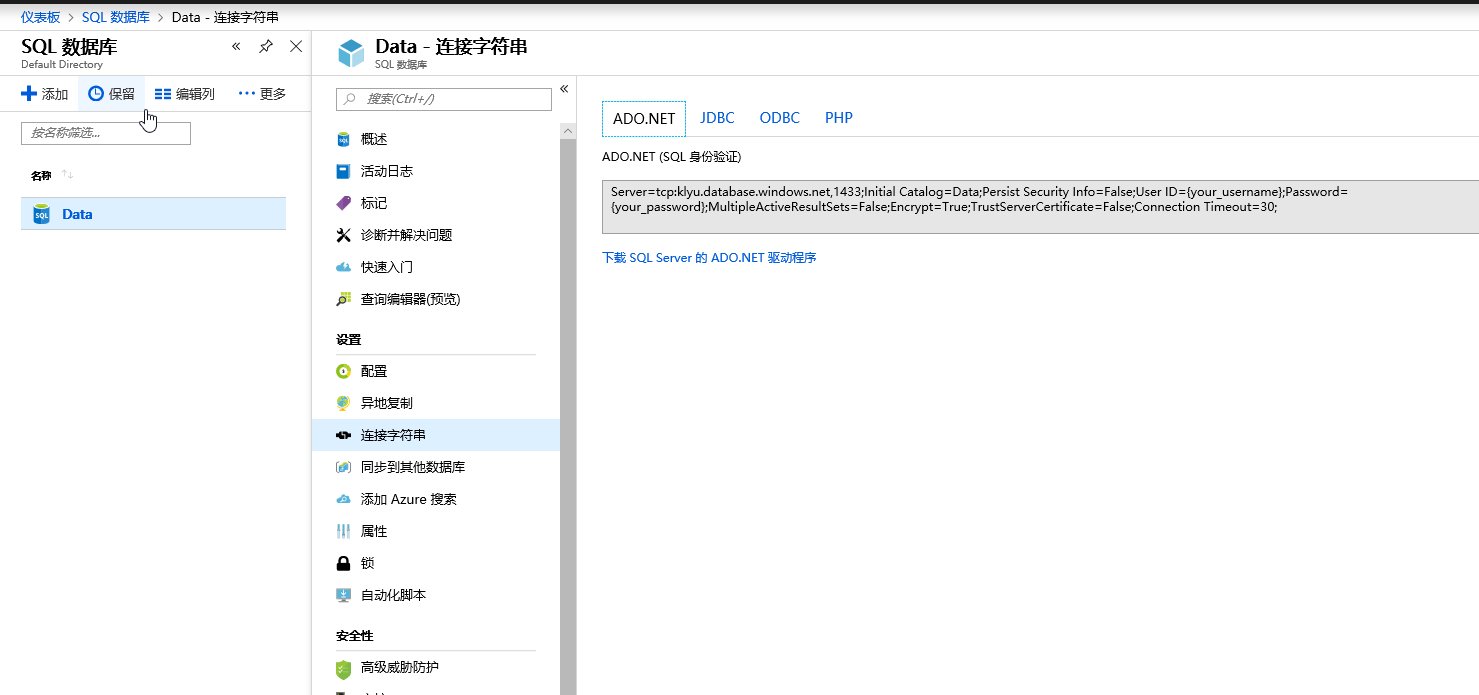 仪表板 > SQL 数据库 > Data - 连接字符串
SQL 数据库
Default Directory
添加 保留 编辑列 更多
按名称筛选...
名称
Data
Data - 连接字符串
SQL 数据库
搜索(Ctrl+/)
概述
活动日志
标记
诊断并解决问题
快速入门
查询编辑器(预览)
设置
配置
异地复制
连接字符串
同步到其他数据库
添加 Azure 搜索
属性
锁
自动化脚本
安全性
高级威胁防护
ADO.NET JDBC ODBC PHP
ADO.NET (SQL 身份验证)
Server=tcp:klyu.database.windows.net,1433;Initial Catalog=Data;Persist Security Info=False;User ID={your_username};Password=
{your_password};MultipleActiveResultSets=False;Encrypt=True;TrustServerCertificate=False;Connection Timeout=30;
下载 SQL Server 的 ADO.NET 驱动程序